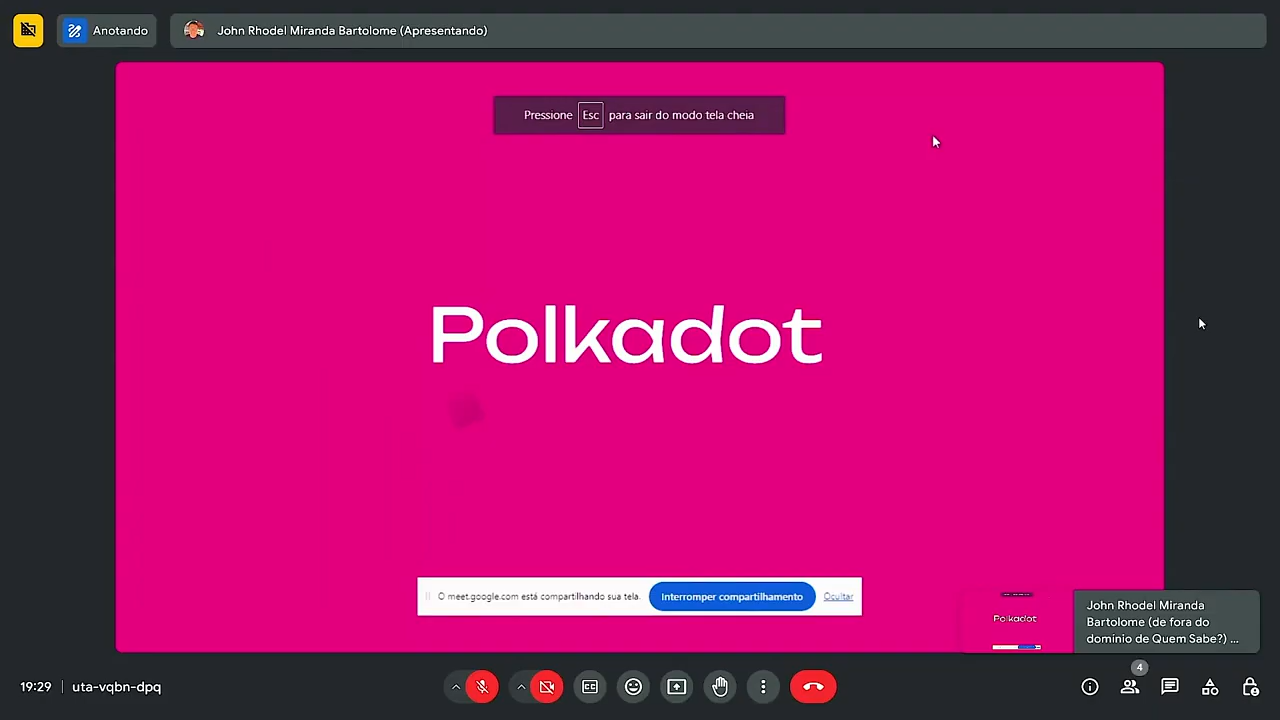 Anotando
John Rhodel Miranda Bartolome (Apresentando)
Pressione Esc para sair do modo tela cheia
Polkadot
O meet.google.com está compartilhando sua tela.
Interromper compartilhamento
Ocultar
Polkadot
John Rhodel Miranda
Bartolome (de fora do
domínio de Quem Sabe?) ...
19:29
uta-vqbn-dpq
4